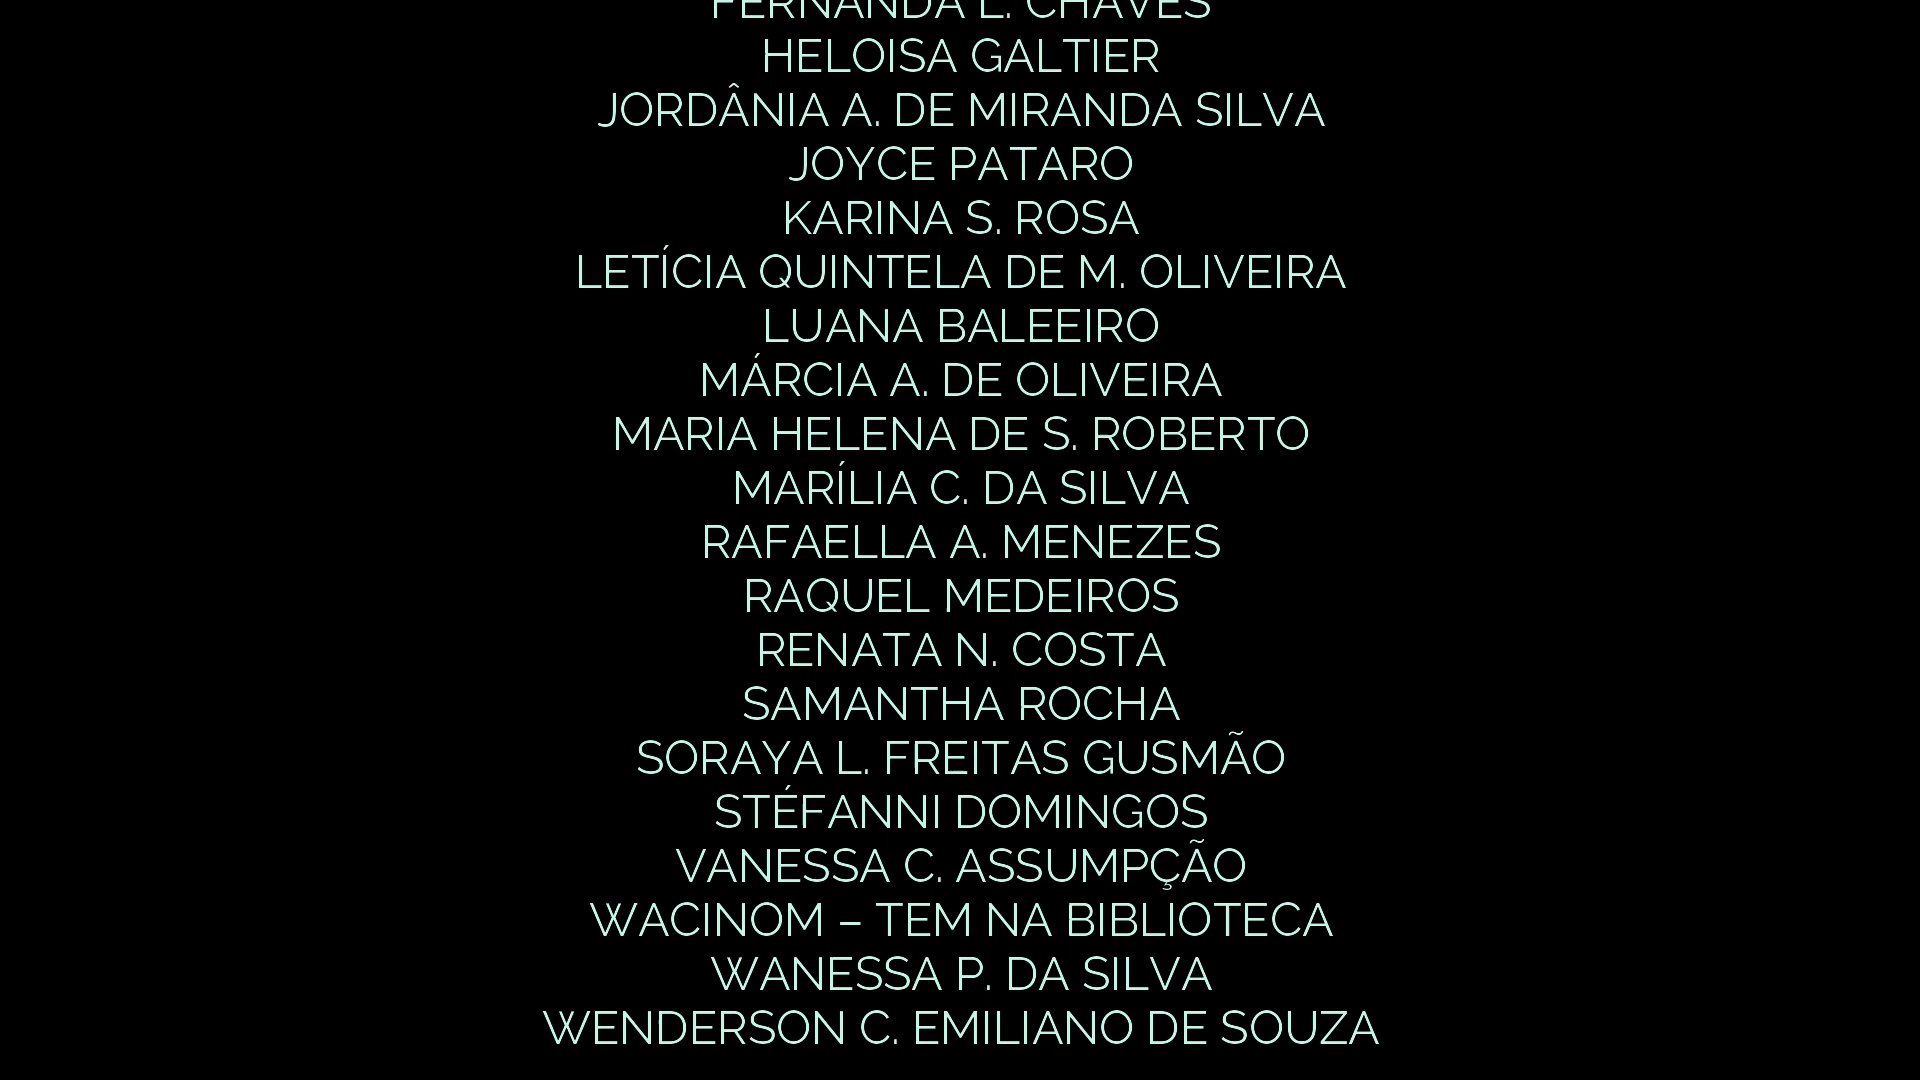 FERNANDA L. CHAVES
HELOISA GALTIER
JORDÂNIA A. DE MIRANDA SILVA
JOYCE PATARO
KARINA S. ROSA
LETÍCIA QUINTELA DE M. OLIVEIRA
LUANA BALEEIRO
MÁRCIA A. DE OLIVEIRA
MARIA HELENA DE S. ROBERTO
MARÍLIA C. DA SILVA
RAFAELLA A. MENEZES
RAQUEL MEDEIROS
RENATA N. COSTA
SAMANTHA ROCHA
SORAYA L. FREITAS GUSMÃO
STÉFANNI DOMINGOS
VANESSA C. ASSUMPÇÃO
WACINOM – TEM NA BIBLIOTECA
WANESSA P. DA SILVA
WENDERSON C. EMILIANO DE SOUZA